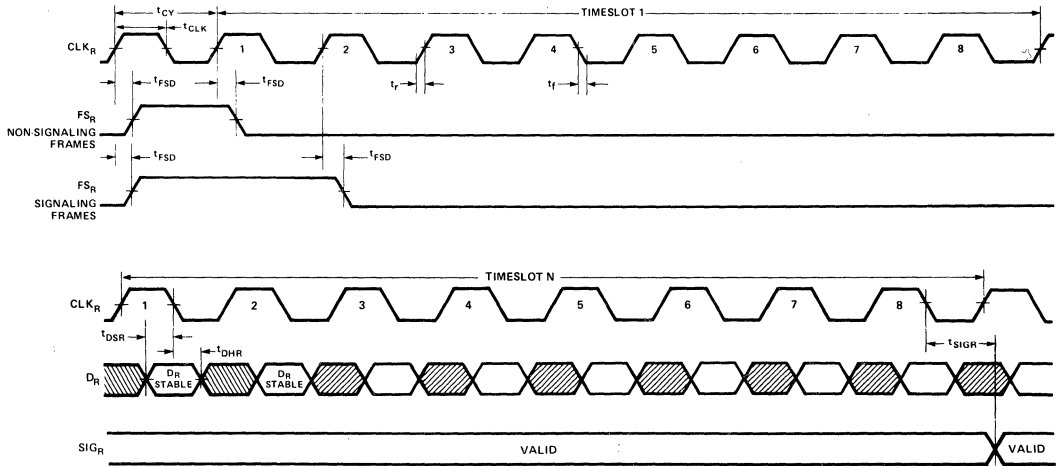 tCY
TIMESLOT 1
tCLK
CLKR
1 2 3 4 5 6 7 8
tFSD
tFSD
tr
tf
FSR
NON-SIGNALING
FRAMES
tFSD
tFSD
FSR
SIGNALING
FRAMES
TIMESLOT N
CLKR
1 2 3 4 5 6 7 8
tDSR
tDHR
tSIGR
DR
DR
STABLE
DR
STABLE
SIGR
VALID
VALID